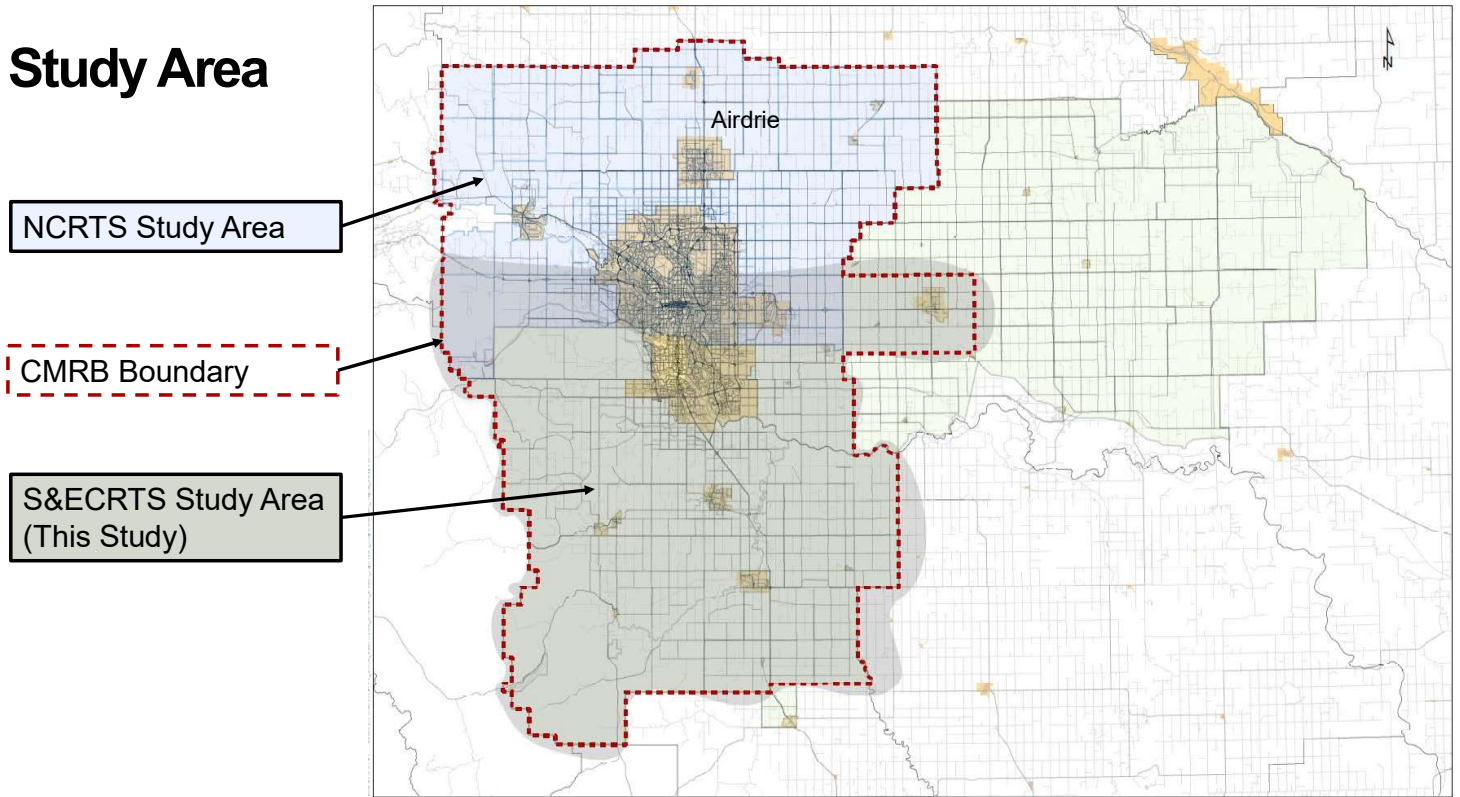 Study Area
Airdrie
N
NCRTS Study Area
CMRB Boundary
S&ECRTS Study Area
(This Study)